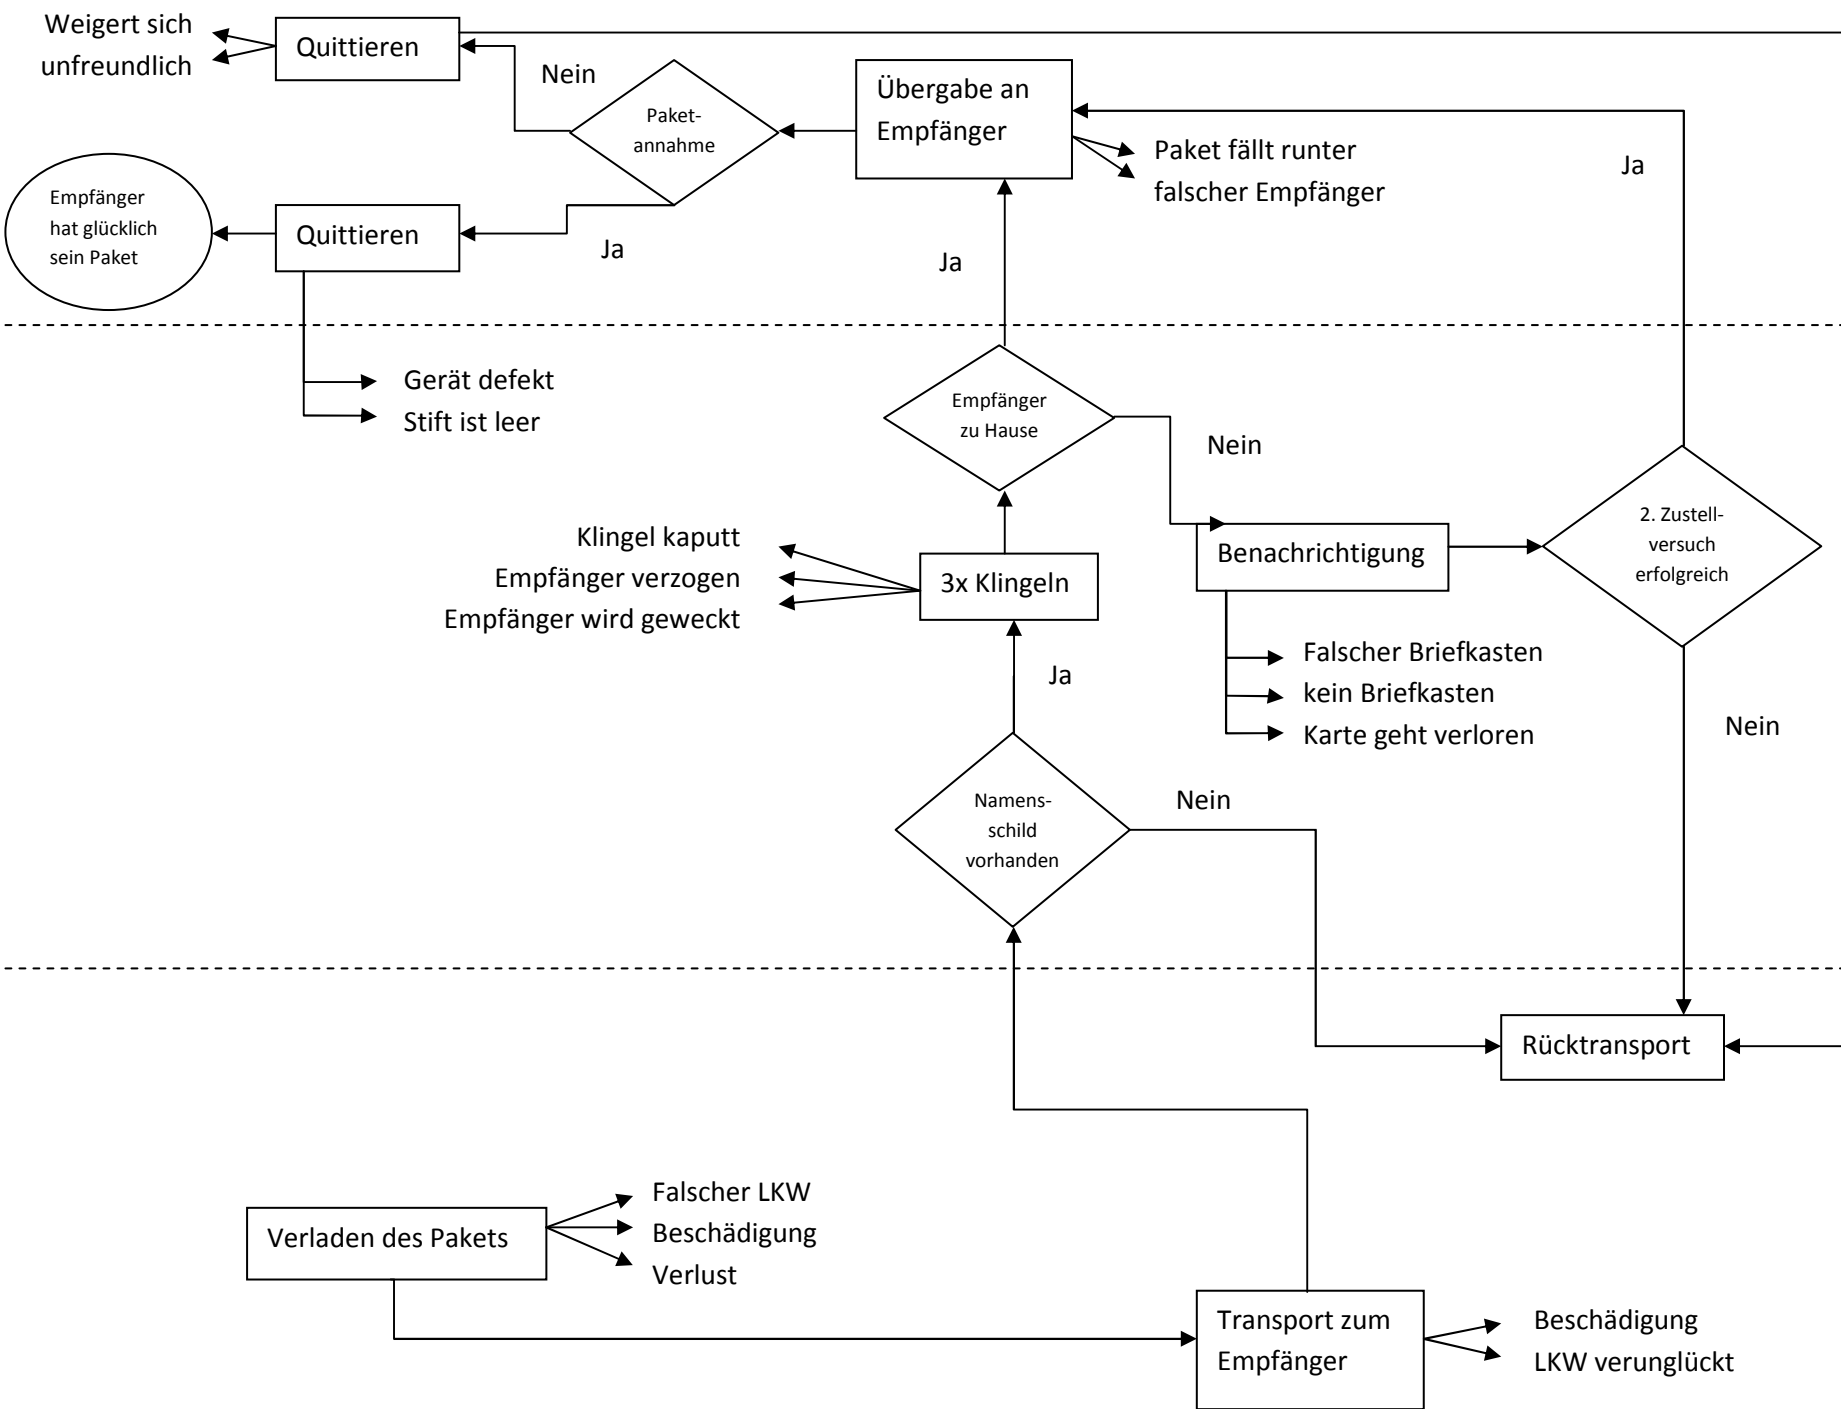 Weigert sich
unfreundlich
Quittieren
Nein
Paket-
annahme
Übergabe an
Empfänger
Paket fällt runter
falscher Empfänger
Ja
Empfänger
hat glücklich
sein Paket
Quittieren
Ja
Ja
Gerät defekt
Stift ist leer
Empfänger
zu Hause
Nein
Klingel kaputt
Empfänger verzogen
Empfänger wird geweckt
3x Klingeln
Benachrichtigung
2. Zustell-
versuch
erfolgreich
Falscher Briefkasten
kein Briefkasten
Karte geht verloren
Ja
Nein
Namens-
schild
vorhanden
Nein
Rücktransport
Verladen des Pakets
Falscher LKW
Beschädigung
Verlust
Transport zum
Empfänger
Beschädigung
LKW verunglückt